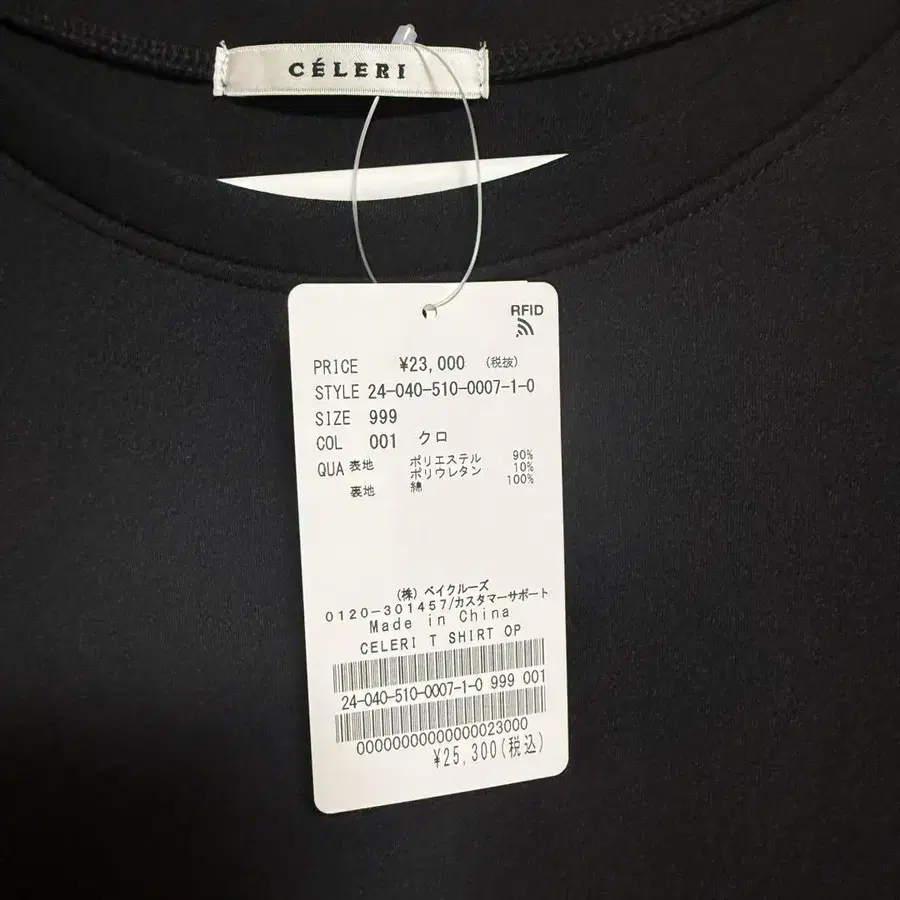 CÉLERI
RFID
PRICE ¥23,000 (税抜)
STYLE 24-040-510-0007-1-0
SIZE 999
COL 001 クロ
QUA 表地 ポリエステル 90%
ポリウレタン 10%
裏地 綿 100%
(株) ベイクルーズ
0120-301457/カスタマーサポート
Made in China
CELERI T SHIRT OP
24-040-510-0007-1-0 999 001
00000000000000023000
¥25,300(税込)